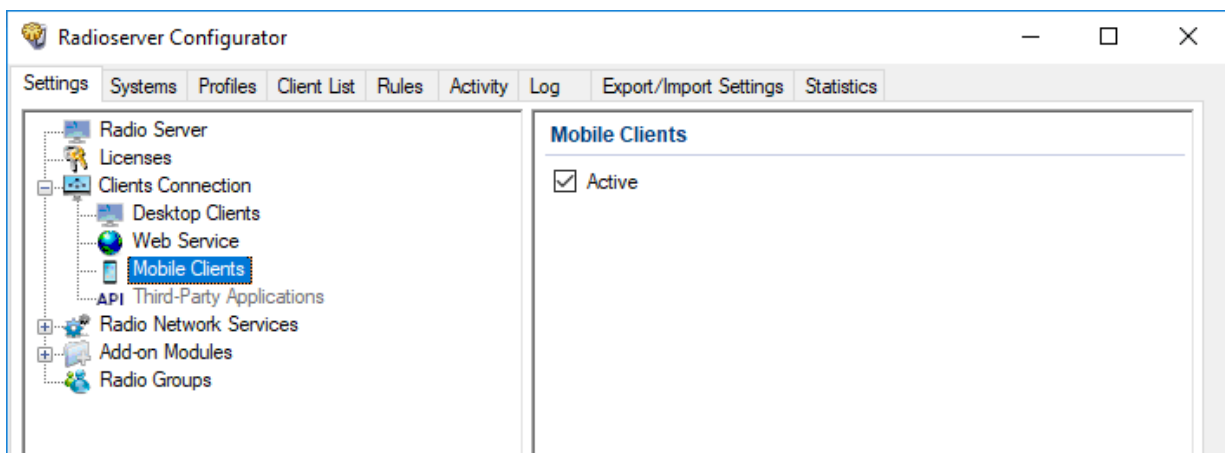 Radioserver Configurator
Settings Systems Profiles Client List Rules Activity Log Export/Import Settings Statistics
Radio Server
Licenses
Clients Connection
Desktop Clients
Web Service
Mobile Clients
API Third-Party Applications
Radio Network Services
Add-on Modules
Radio Groups
Mobile Clients
Active